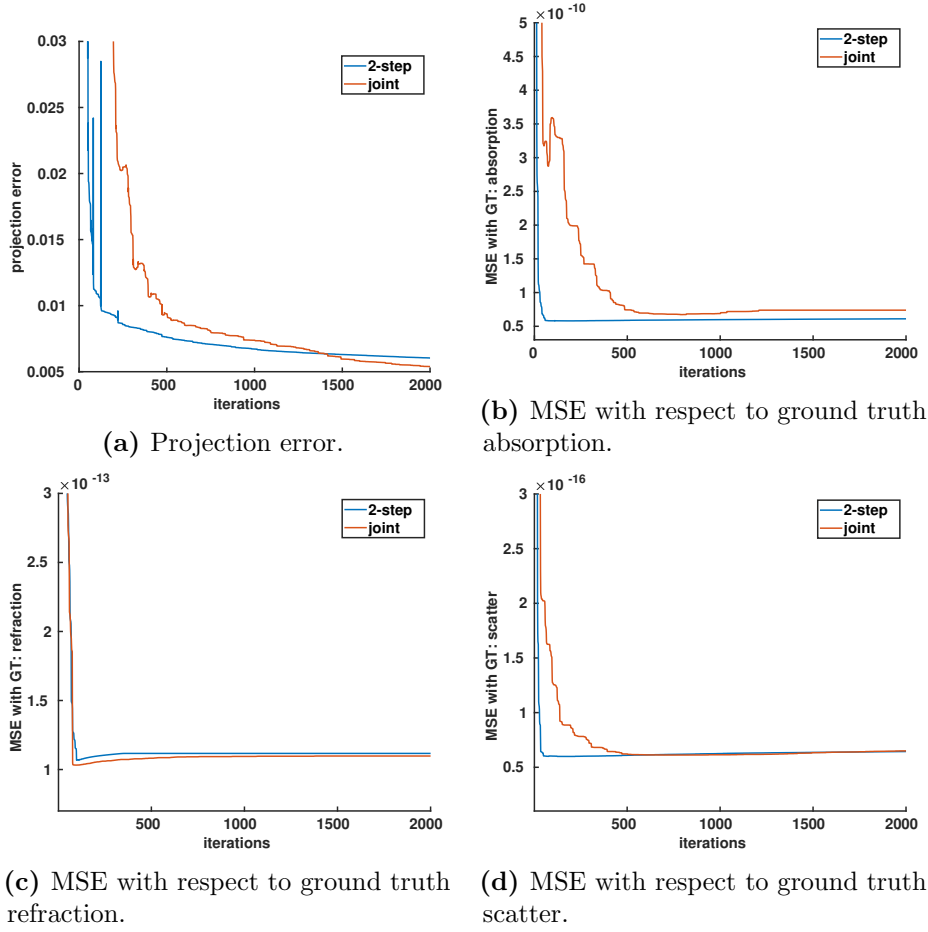 0.03
0.025
0.02
0.015
0.01
0.005
projection error
0 500 1000 1500 2000
iterations
2-step
joint
(a) Projection error.
× 10 -10
5
4.5
4
3.5
3
2.5
2
1.5
1
0.5
MSE with GT: absorption
0 500 1000 1500 2000
iterations
2-step
joint
(b) MSE with respect to ground truth
absorption.
× 10 -13
3
2.5
2
1.5
1
MSE with GT: refraction
500 1000 1500 2000
iterations
2-step
joint
(c) MSE with respect to ground truth
refraction.
× 10 -16
3
2.5
2
1.5
1
0.5
MSE with GT: scatter
0 500 1000 1500 2000
iterations
2-step
joint
(d) MSE with respect to ground truth
scatter.